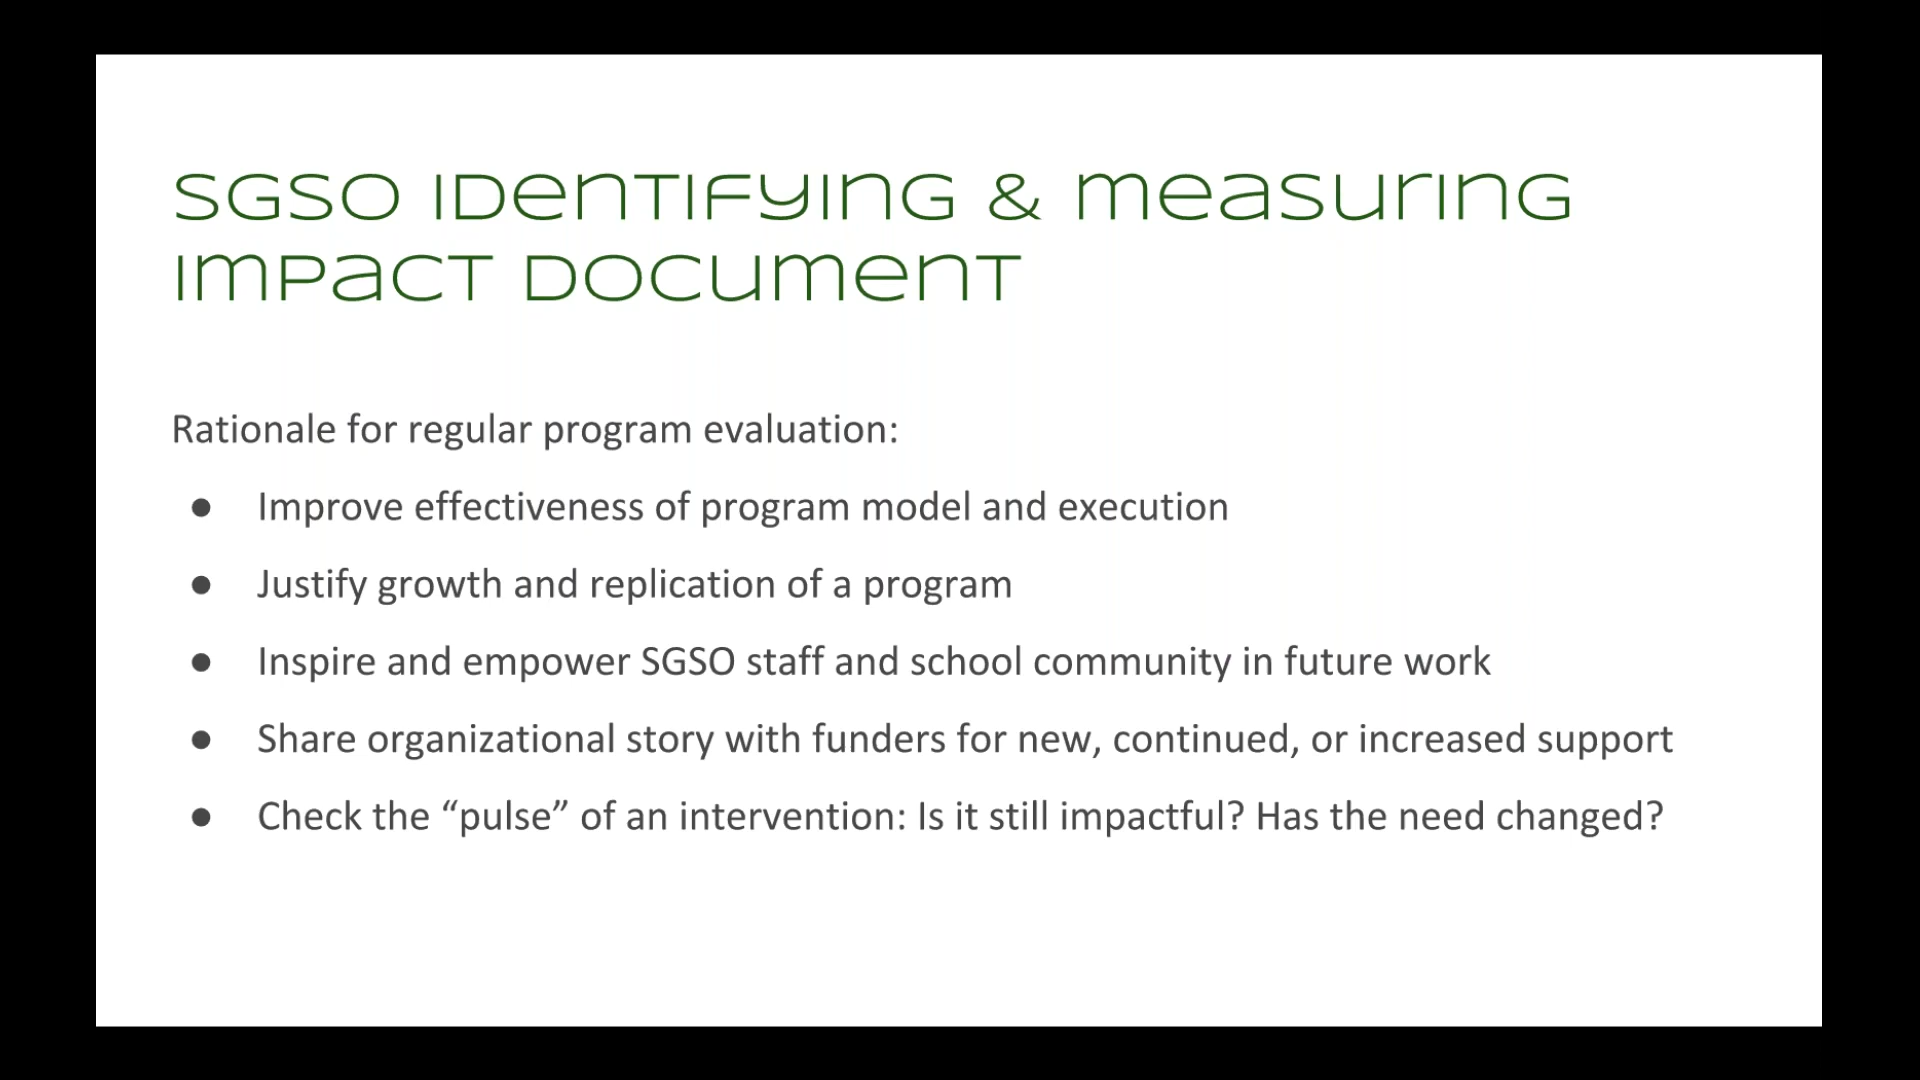 SGSO Identifying & Measuring
Impact Document
Rationale for regular program evaluation:
● Improve effectiveness of program model and execution
● Justify growth and replication of a program
● Inspire and empower SGSO staff and school community in future work
● Share organizational story with funders for new, continued, or increased support
● Check the “pulse” of an intervention: Is it still impactful? Has the need changed?